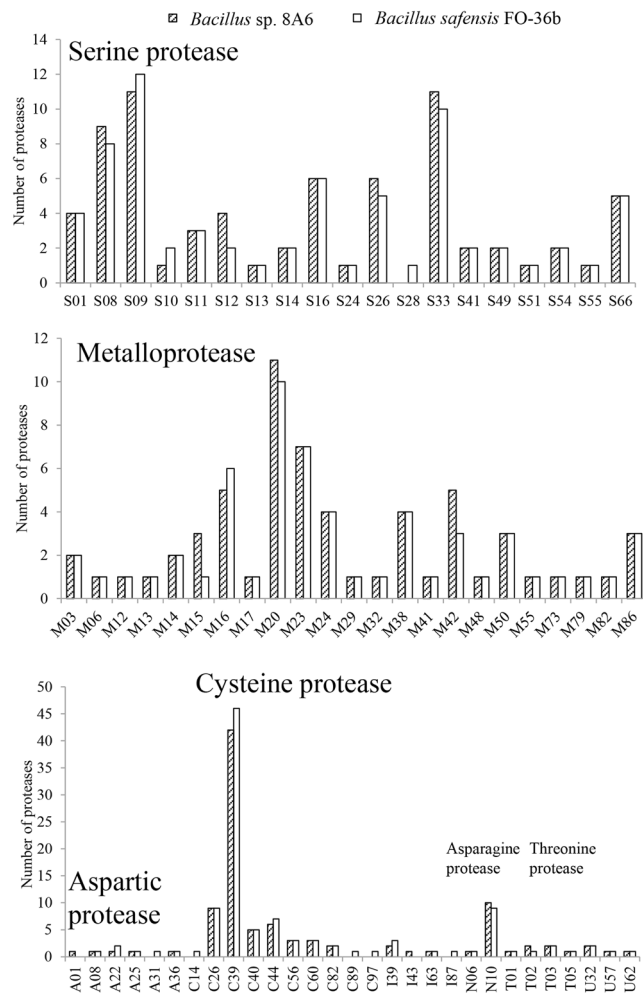 Bacillus sp. 8A6 Bacillus safensis FO-36b
Serine protease
Number of proteases
14
12
10
8
6
4
2
0
S01 S08 S09 S10 S11 S12 S13 S14 S16 S24 S26 S28 S33 S41 S49 S51 S54 S55 S66
Metalloprotease
Number of proteases
12
10
8
6
4
2
0
M03 M06 M12 M13 M14 M15 M16 M17 M20 M23 M24 M29 M32 M38 M41 M42 M48 M50 M55 M73 M79 M82 M86
Cysteine protease
Number of proteases
50
45
40
35
30
25
20
15
10
5
0
Asparagine
protease
Threonine
protease
Aspartic
protease
A01 A08 A22 A25 A31 A36 C14 C26 C39 C40 C44 C56 C60 C82 C89 C97 I39 I43 I63 I87 N06 N10 T01 T02 T03 T05 U32 U57 U62